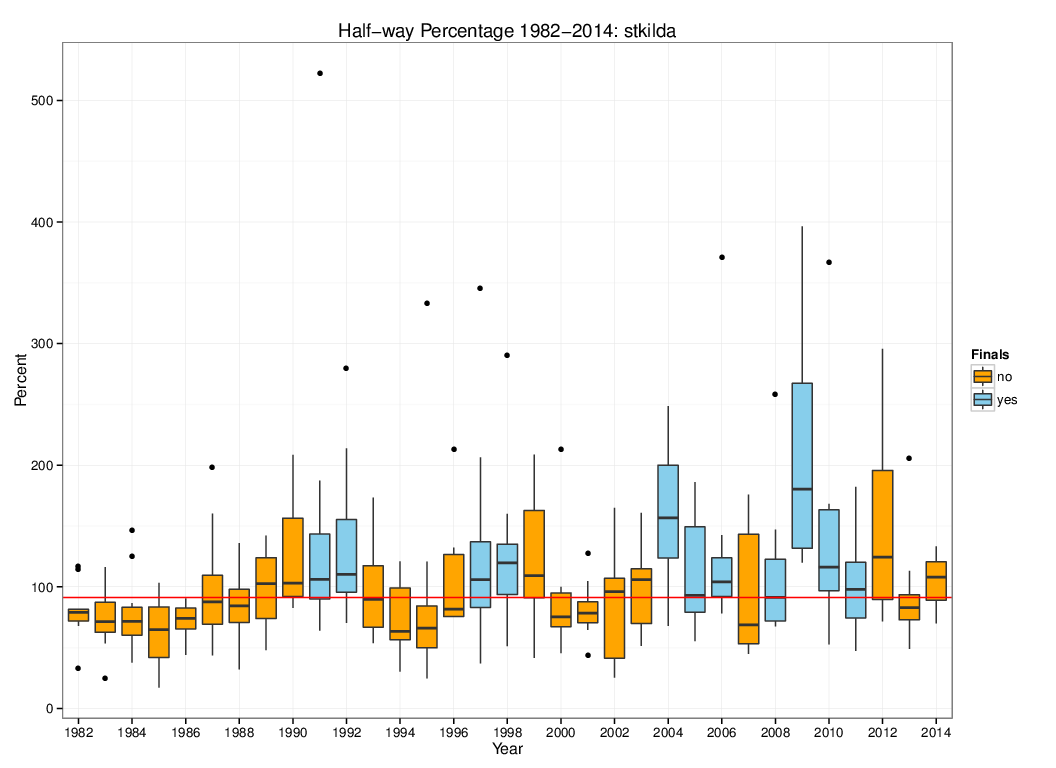 Half−way Percentage 1982−2014: stkilda
500
400
300
200
100
0
Percent
1982 1984 1986 1988 1990 1992 1994 1996 1998 2000 2002 2004 2006 2008 2010 2012 2014
Year
Finals
no
yes